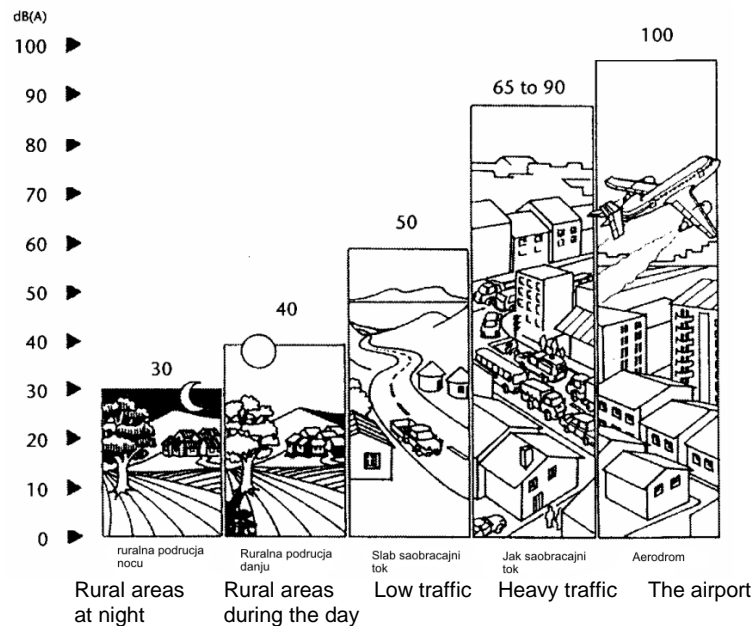 dB(A)
100
90
80
70
60
50
40
30
20
10
0
30
40
50
65 to 90
100
ruralna podrucja
nocu
Ruralna podrucja
danju
Slab saobracajni
tok
Jak saobracajni
tok
Aerodrom
Rural areas
at night
Rural areas
during the day
Low traffic
Heavy traffic
The airport